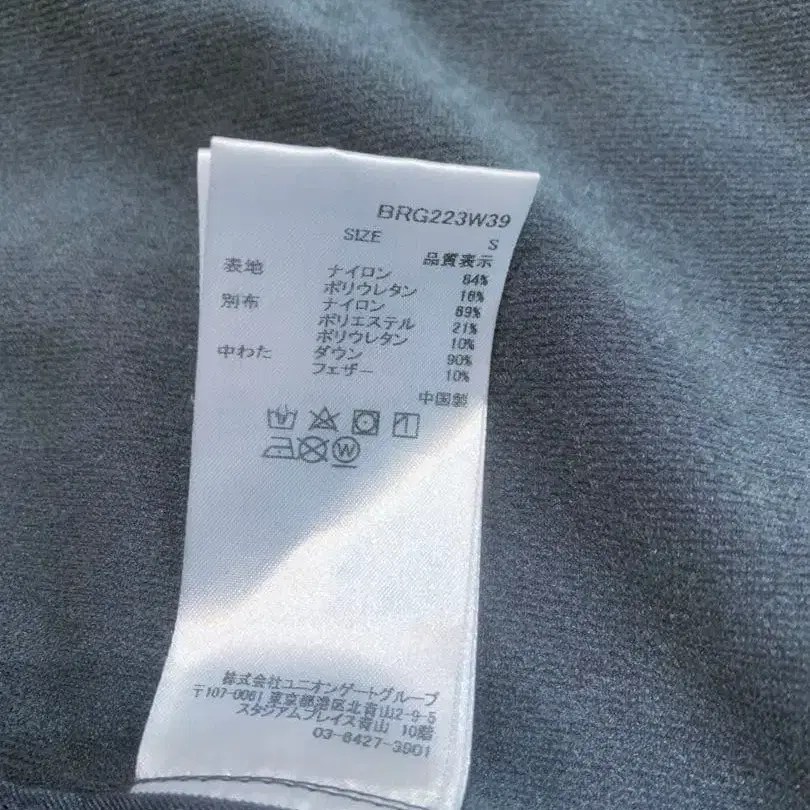 BRG223W39
SIZE S
品質表示
表地 ナイロン 84%
ポリウレタン 16%
別布 ナイロン 69%
ポリエステル 21%
ポリウレタン 10%
中わた ダウン 90%
フェザー 10%
中国製
W
株式会社ユニオンゲートグループ
〒107-0061 東京都港区北青山2-9-5
スタジアムプレイス青山 10階
03-6427-3901